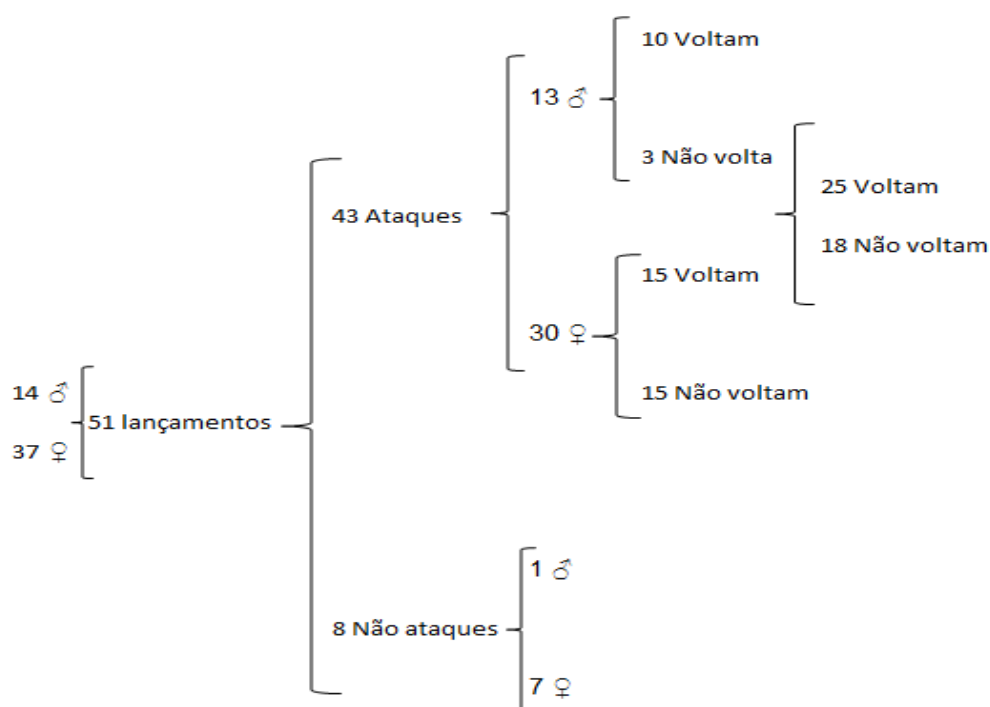 10 Voltam
13 ♂
3 Não volta
25 Voltam
43 Ataques
18 Não voltam
15 Voltam
30 ♀
15 Não voltam
14 ♂
51 lançamentos
37 ♀
1 ♂
8 Não ataques
7 ♀